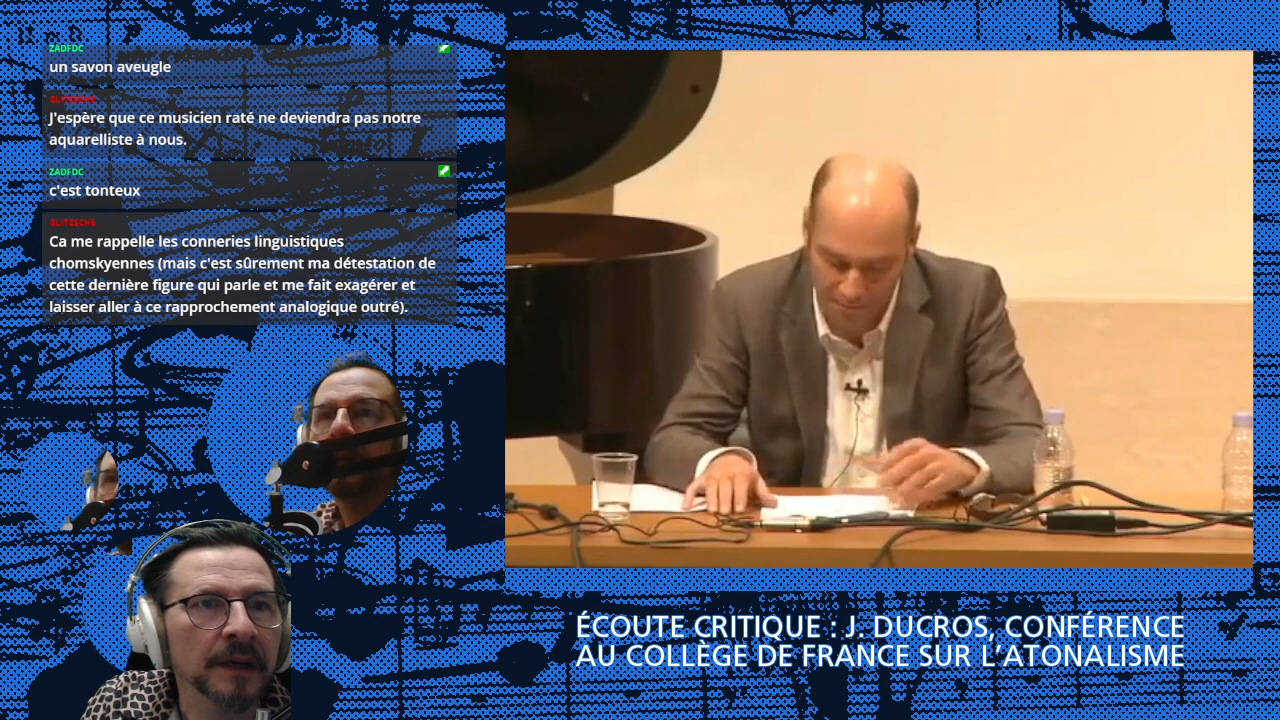 ZADFDC
un savon aveugle
GLITZSCHE
J'espère que ce musicien raté ne deviendra pas notre
aquarelliste à nous.
ZADFDC
c'est tonteux
GLITZSCHE
Ca me rappelle les conneries linguistiques
chomskyennes (mais c'est sûrement ma détestation de
cette dernière figure qui parle et me fait exagérer et
laisser aller à ce rapprochement analogique outré).
ÉCOUTE CRITIQUE : J. DUCROS, CONFÉRENCE
AU COLLÈGE DE FRANCE SUR L'ATONALISME